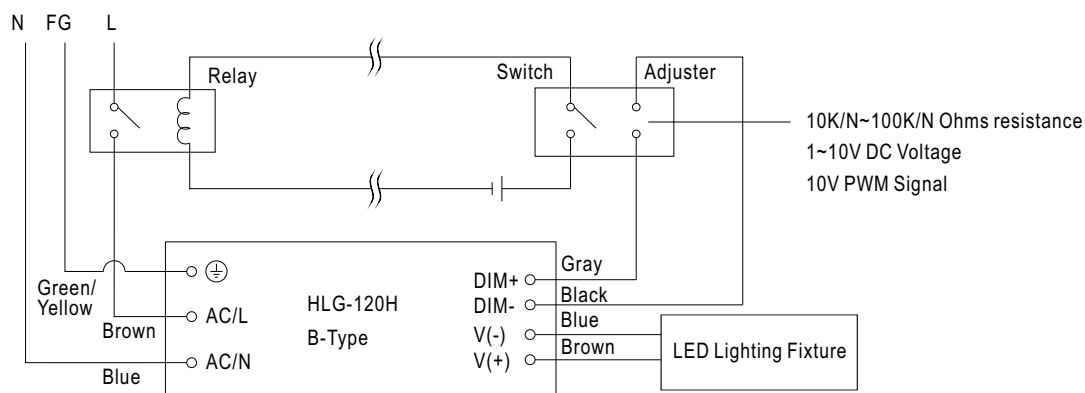 N FG L
Relay
Switch
Adjuster
10K/N~100K/N Ohms resistance
1~10V DC Voltage
10V PWM Signal
Green/
Yellow
Brown
Blue
AC/L
AC/N
HLG-120H
B-Type
DIM+
DIM-
V(-)
V(+)
Gray
Black
Blue
Brown
LED Lighting Fixture